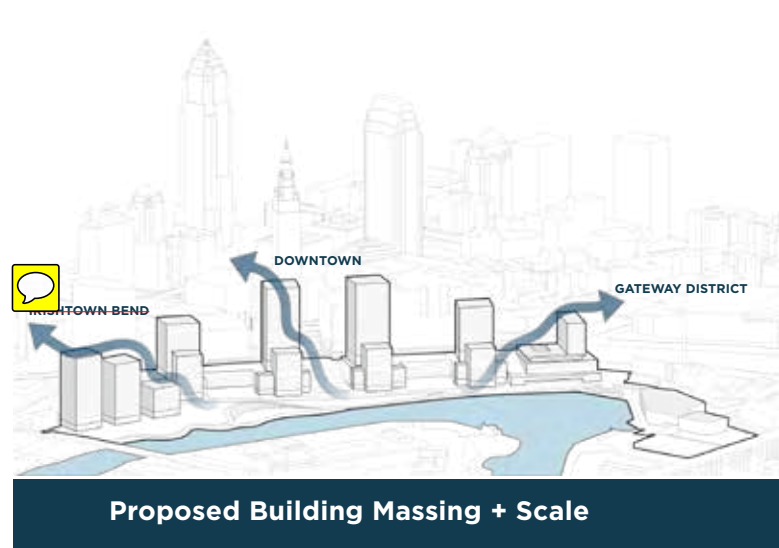 DOWNTOWN
GATEWAY DISTRICT
IRISHTOWN BEND
Proposed Building Massing + Scale